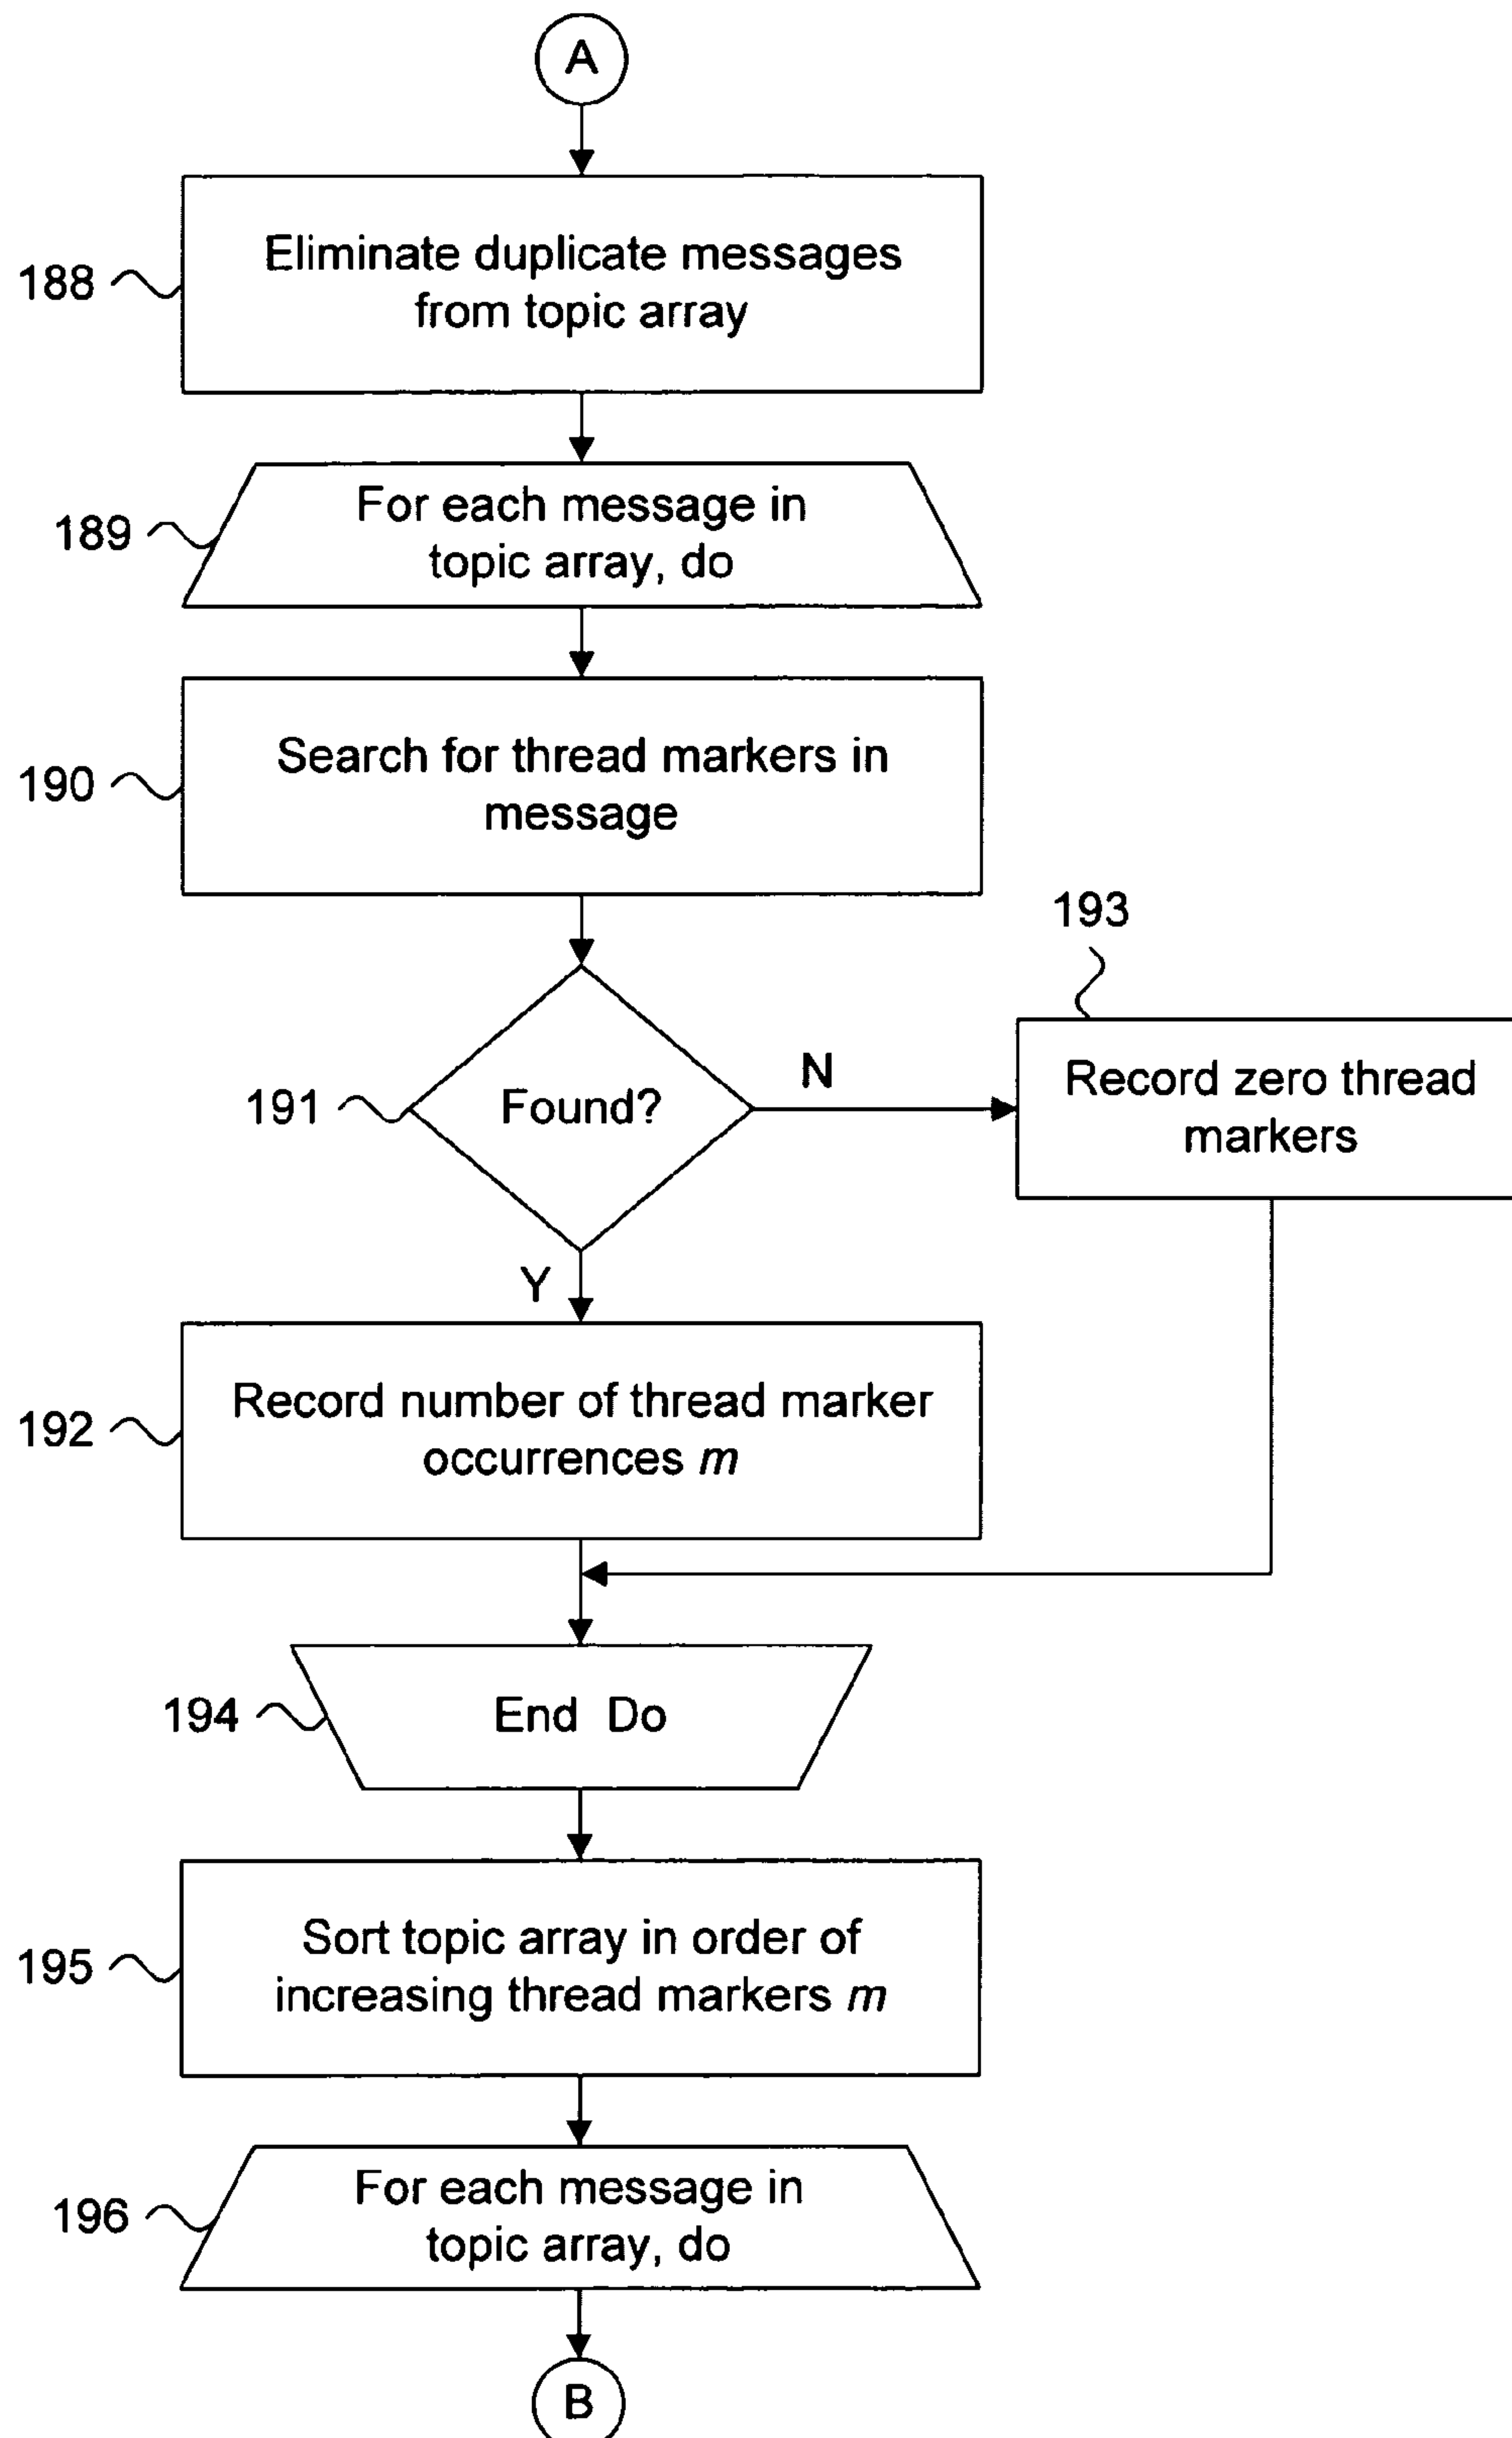 A
188
Eliminate duplicate messages
from topic array
189
For each message in
topic array, do
190
Search for thread markers in
message
193
191
Found?
N
Record zero thread
markers
Y
192
Record number of thread marker
occurrences m
194
End Do
195
Sort topic array in order of
increasing thread markers m
196
For each message in
topic array, do
B